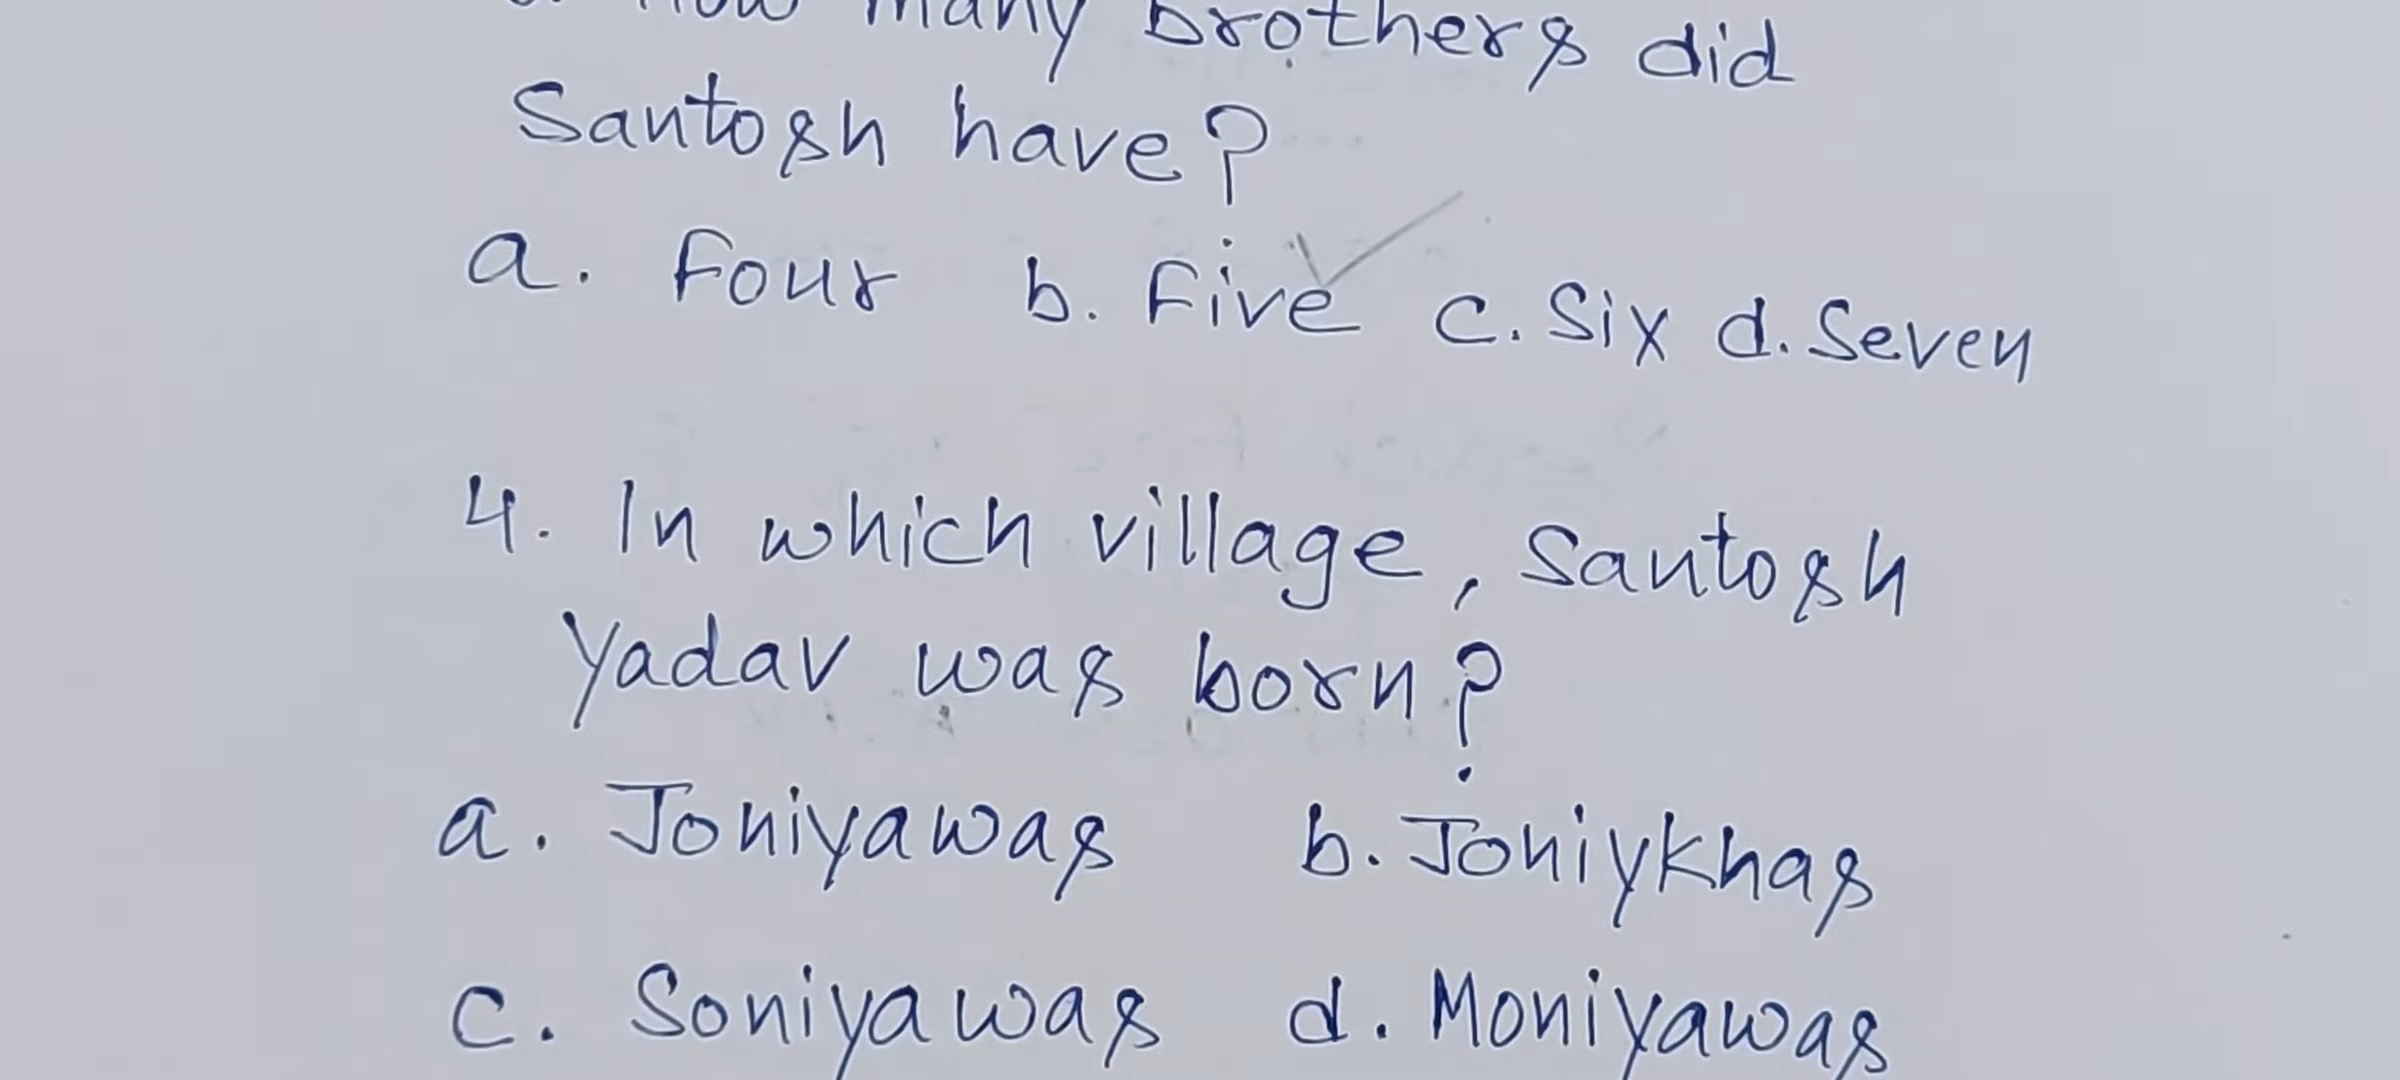 How many brothers did
Santosh have?
a. Four b. Five c. Six d. Seven
4. In which village, Santosh
Yadav was born?
a. Joniyawas b. Joniykhas
c. Soniyawas d. Moniyawas